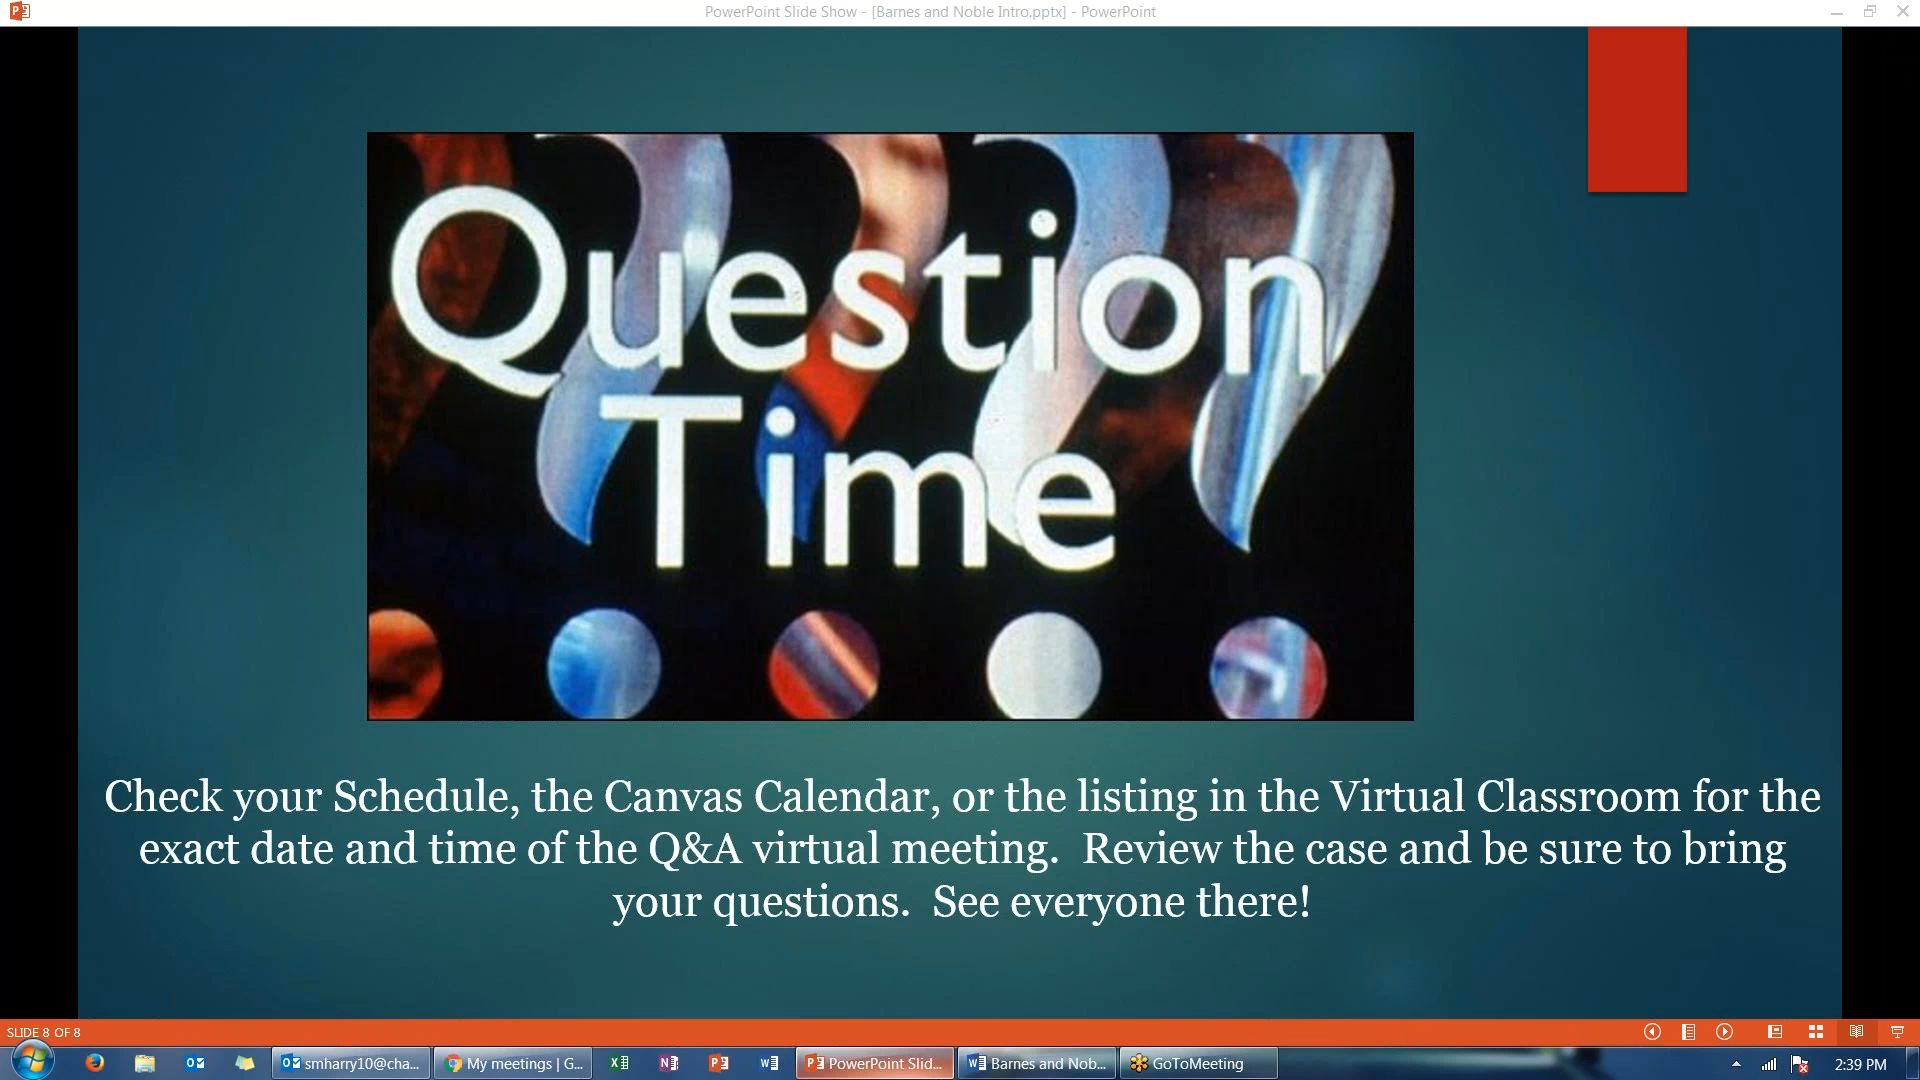 PowerPoint Slide Show - [Barnes and Noble Intro.pptx] - PowerPoint
Question
Time
Check your Schedule, the Canvas Calendar, or the listing in the Virtual Classroom for the
exact date and time of the Q&A virtual meeting.  Review the case and be sure to bring
your questions.  See everyone there!
SLIDE 8 OF 8
smharry10@cha... My meetings | G... PowerPoint Slid... Barnes and Nob... GoToMeeting 2:39 PM